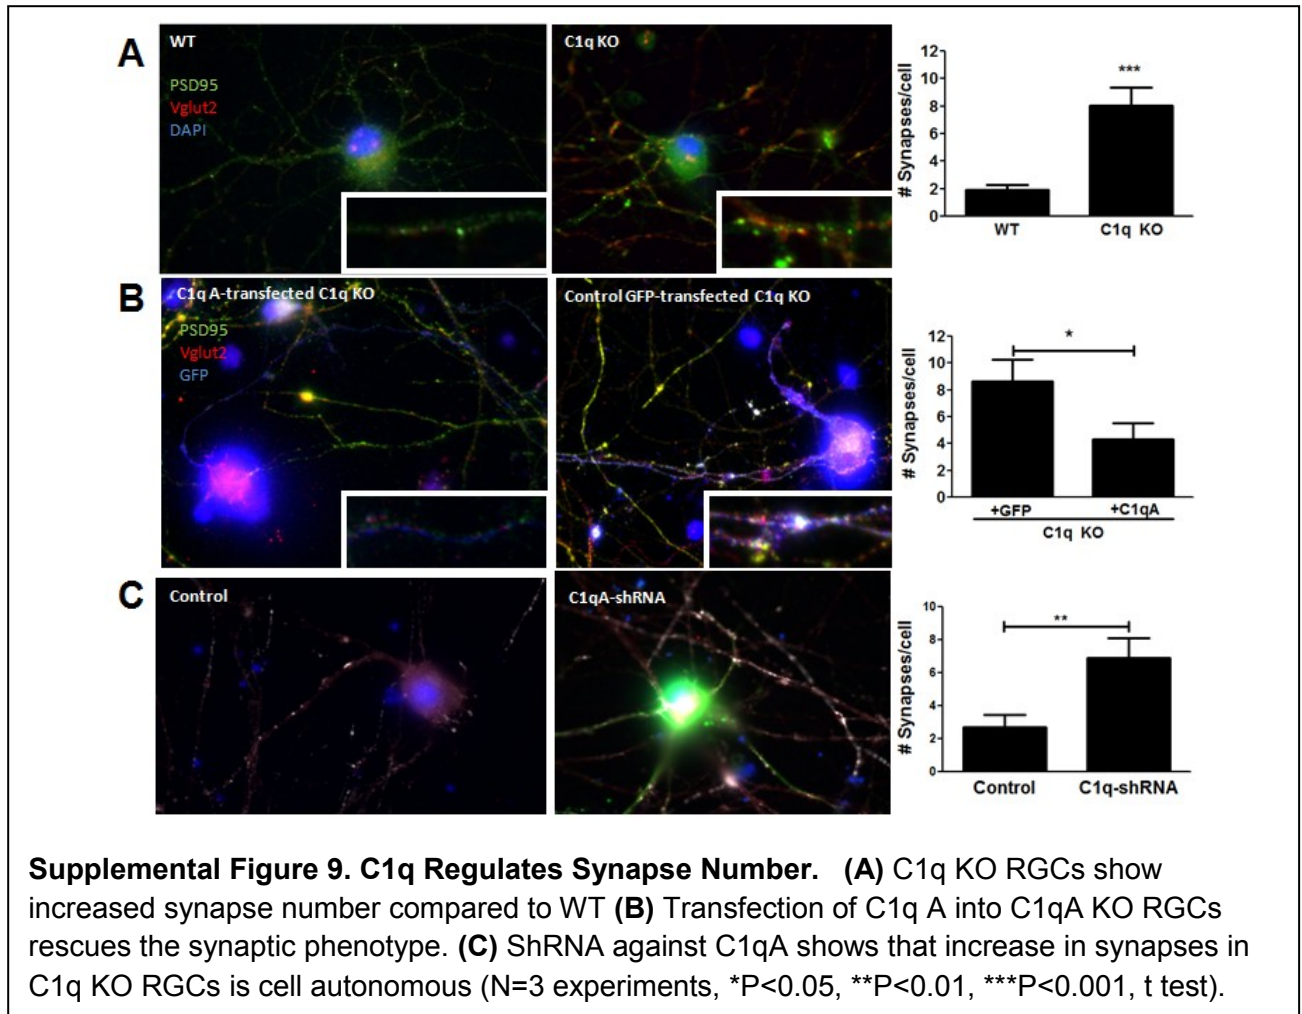 A
WT
PSD95
Vglut2
DAPI
C1q KO
# Synapses/cell
12
10
8
6
4
2
0
***
WT
C1q KO
B
C1q A-transfected C1q KO
PSD95
Vglut2
GFP
Control GFP-transfected C1q KO
# Synapses/cell
12
10
8
6
4
2
0
*
+GFP
+C1qA
C1q KO
C
Control
C1qA-shRNA
# Synapses/cell
10
8
6
4
2
0
**
Control
C1q-shRNA
Supplemental Figure 9. C1q Regulates Synapse Number. (A) C1q KO RGCs show
increased synapse number compared to WT (B) Transfection of C1q A into C1qA KO RGCs
rescues the synaptic phenotype. (C) ShRNA against C1qA shows that increase in synapses in
C1q KO RGCs is cell autonomous (N=3 experiments, *P<0.05, **P<0.01, ***P<0.001, t test).